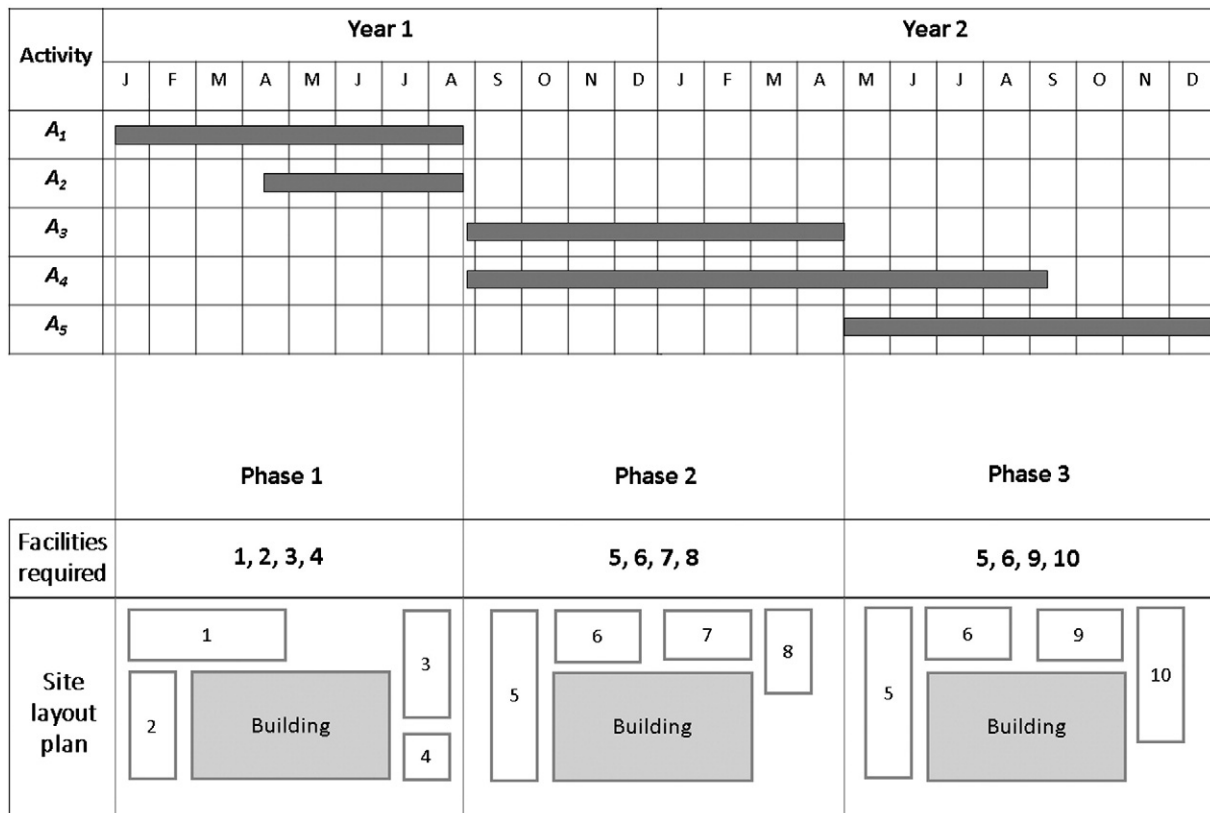 Activity Year 1 Year 2
J F M A M J J A S O N D J F M A M J J A S O N D
A₁
A₂
A₃
A₄
A₅
Phase 1 Phase 2 Phase 3
Facilities required 1, 2, 3, 4 5, 6, 7, 8 5, 6, 9, 10
Site layout plan
1 2 3 4 Building
5 6 7 8 Building
5 6 9 10 Building